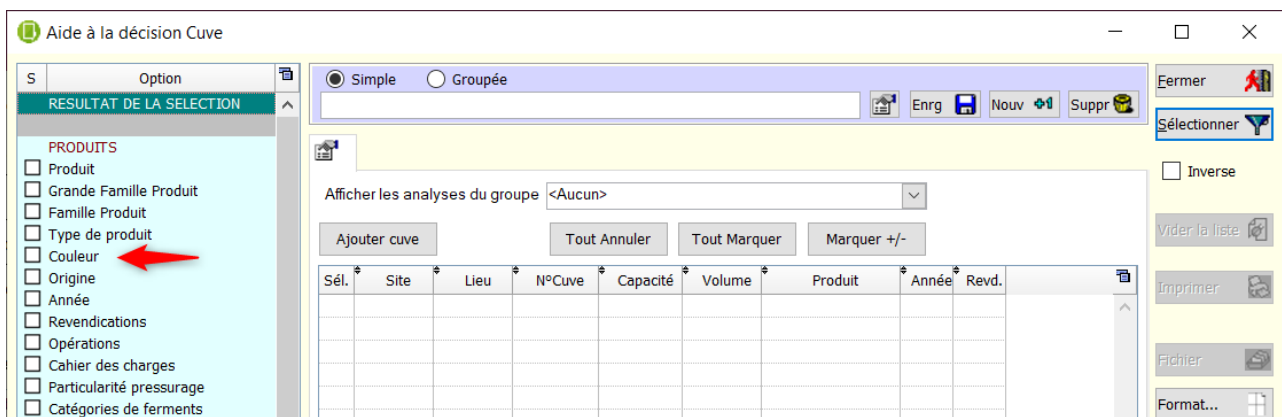 Aide à la décision Cuve
S Option
RESULTAT DE LA SELECTION
PRODUITS
Produit
Grande Famille Produit
Famille Produit
Type de produit
Couleur
Origine
Année
Revendications
Opérations
Cahier des charges
Particularité pressurage
Catégories de ferments
Simple Groupée
Enrg Nouv Suppr
Afficher les analyses du groupe <Aucun>
Ajouter cuve Tout Annuler Tout Marquer Marquer +/-
Sél. Site Lieu N°Cuve Capacité Volume Produit Année Revd.
Fermer
Sélectionner
Inverse
Vider la liste
Imprimer
Fichier
Format...